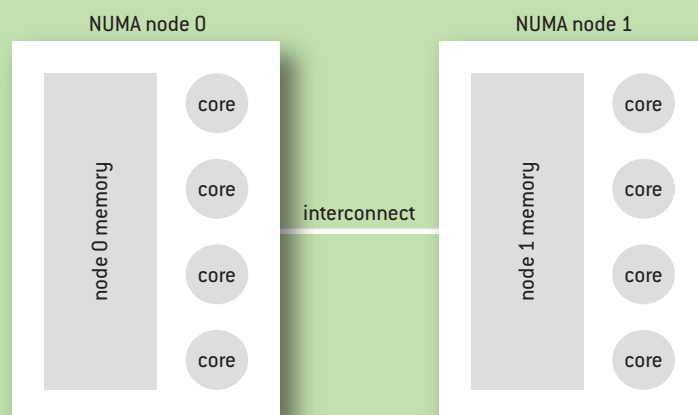 NUMA node 0
node 0 memory
core
core
core
core
interconnect
NUMA node 1
node 1 memory
core
core
core
core